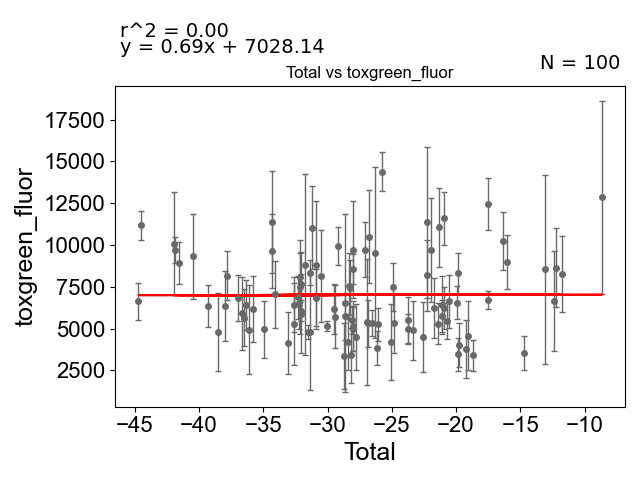 r^2 = 0.00
y = 0.69x + 7028.14
N = 100
Total vs toxgreen_fluor
toxgreen_fluor
17500
15000
12500
10000
7500
5000
2500
−45 −40 −35 −30 −25 −20 −15 −10
Total